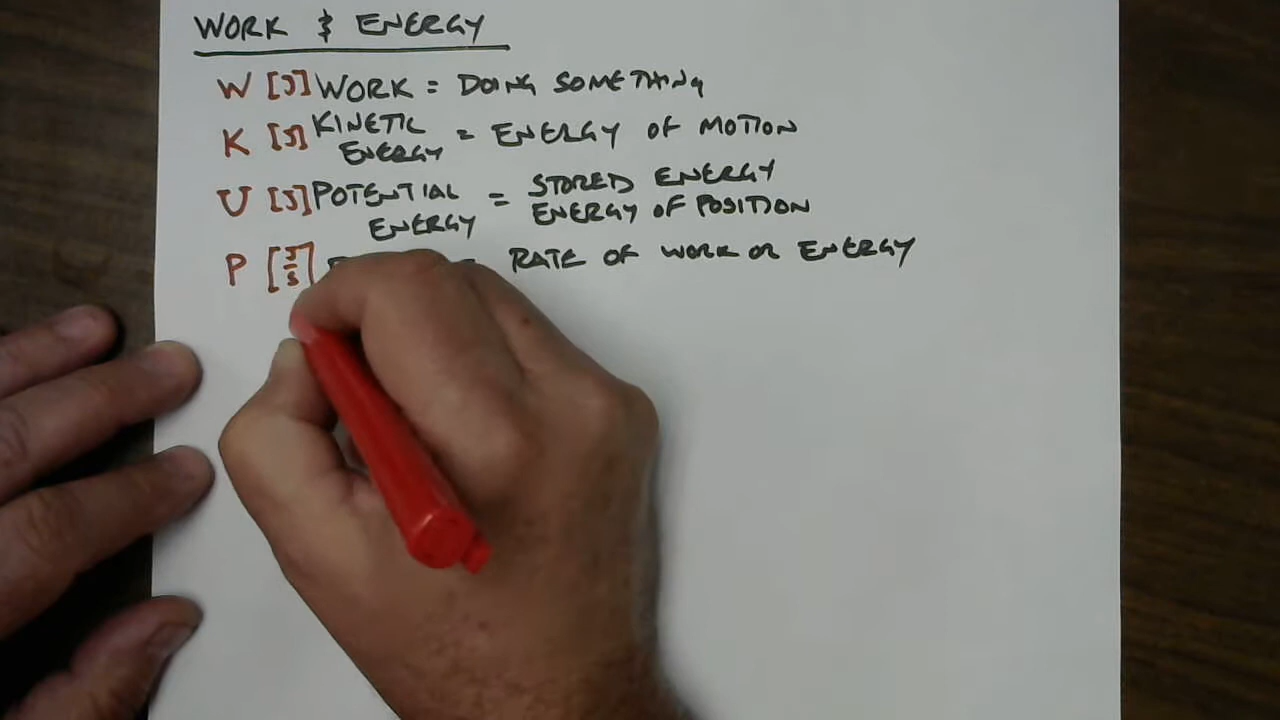 WORK & ENERGY
W [J] WORK = DOING SOMETHING
K [J] KINETIC ENERGY = ENERGY OF MOTION
U [J] POTENTIAL ENERGY = STORED ENERGY
ENERGY OF POSITION
P [J/s] = RATE OF WORK OR ENERGY